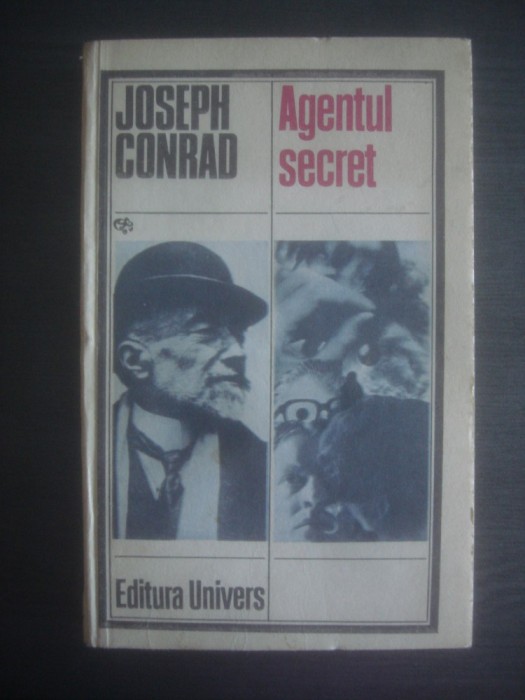 JOSEPH
CONRAD
Agentul
secret
Editura Univers